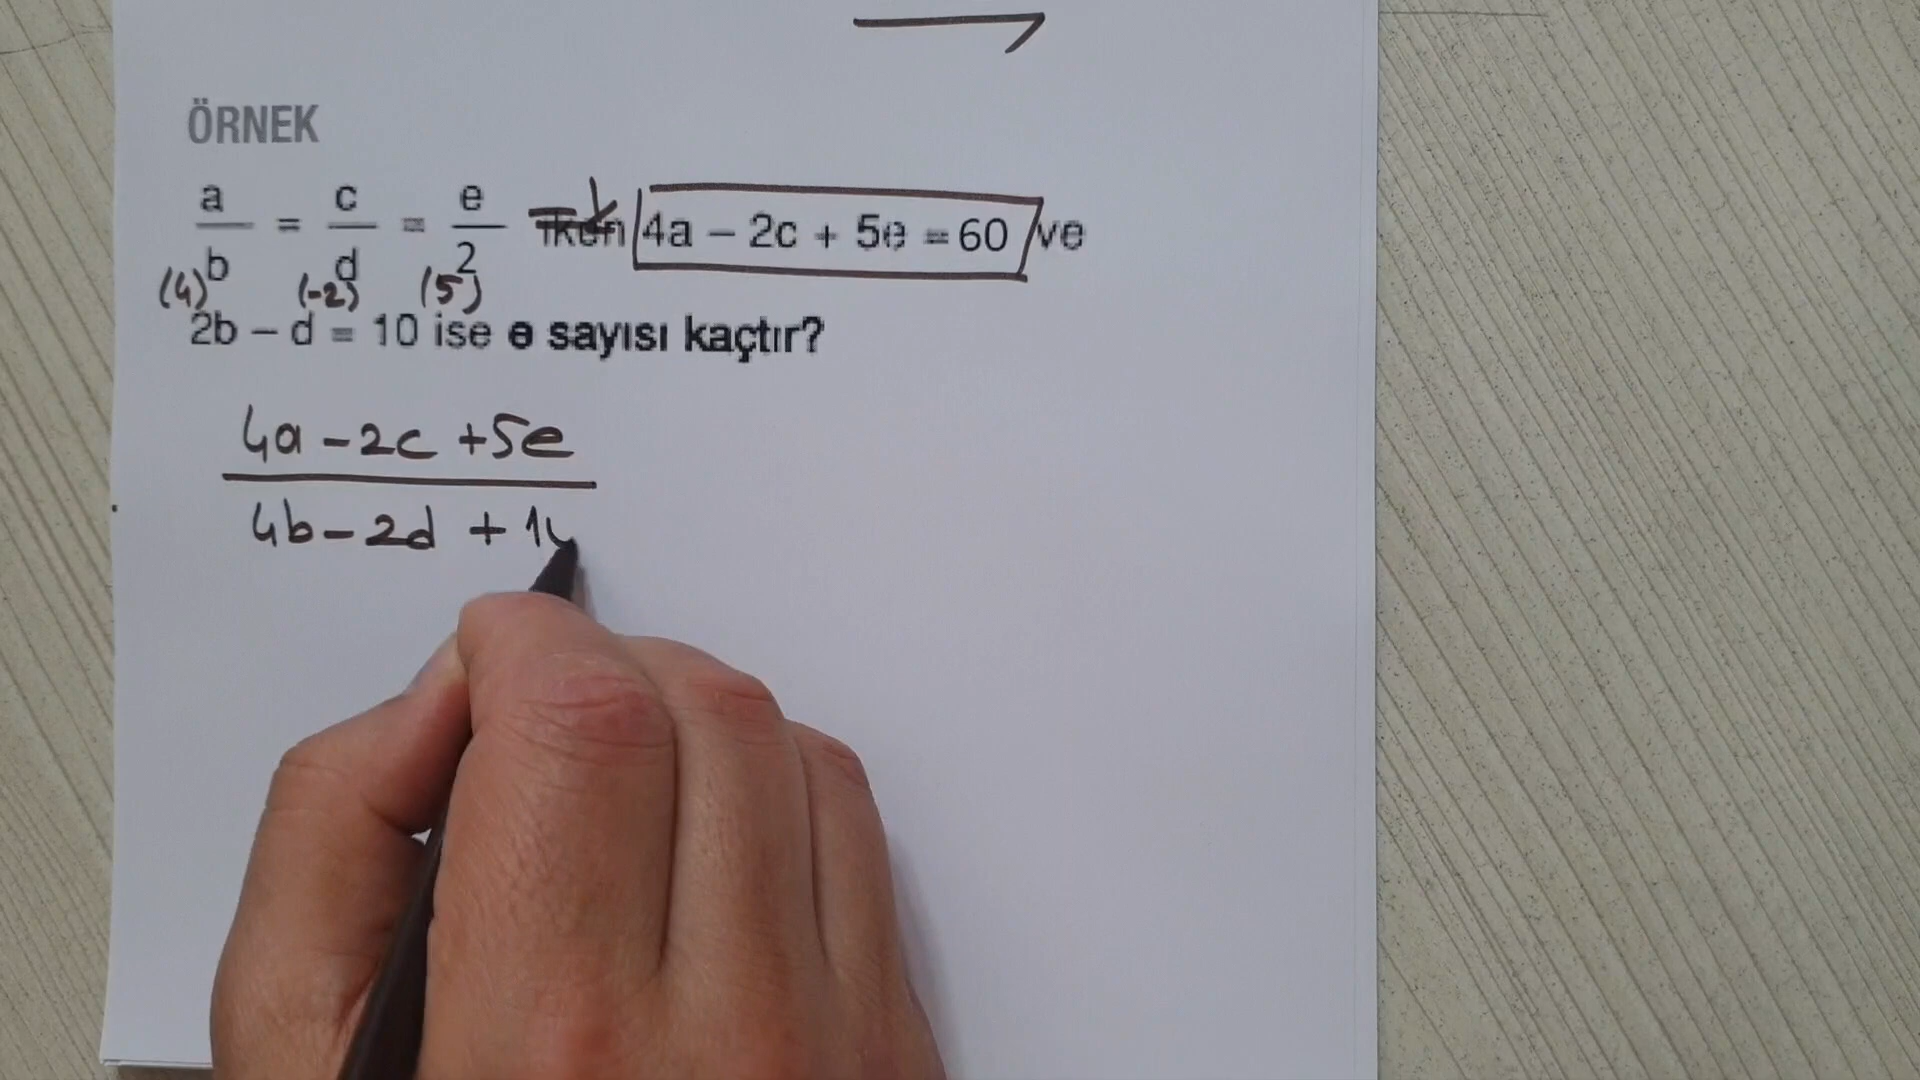 ÖRNEK
a/b = c/d = e/2 iken 4a – 2c + 5e = 60 ve
(4) (-2) (5)
2b – d = 10 ise e sayısı kaçtır?
4a - 2c + 5e
4b - 2d + 1